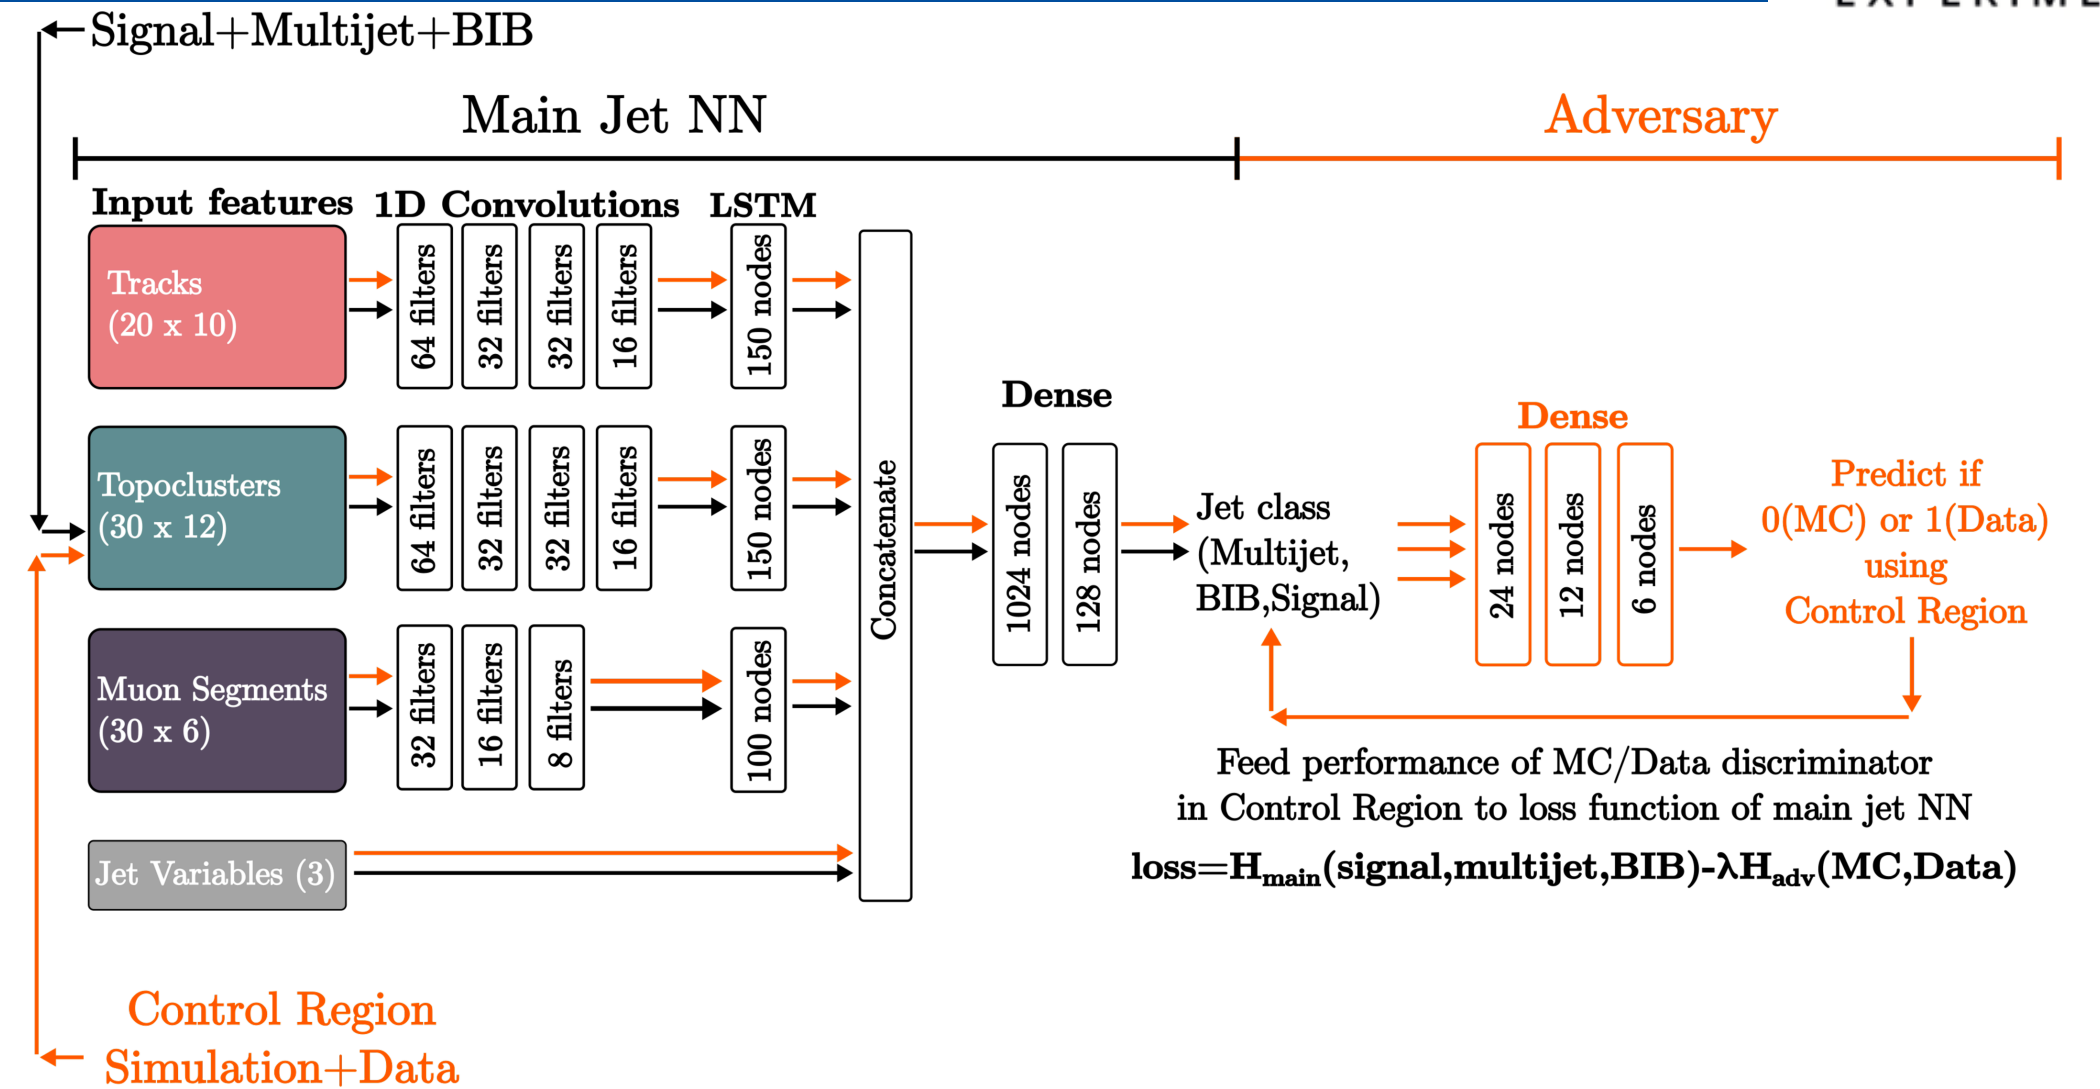 EXPERIME
Signal+Multijet+BIB
Main Jet NN
Adversary
Input features
1D Convolutions
LSTM
Tracks
(20 x 10)
64 filters
32 filters
32 filters
16 filters
150 nodes
Topoclusters
(30 x 12)
64 filters
32 filters
32 filters
16 filters
150 nodes
Muon Segments
(30 x 6)
32 filters
16 filters
8 filters
100 nodes
Jet Variables (3)
Concatenate
Dense
1024 nodes
128 nodes
Jet class
(Multijet,
BIB,Signal)
Dense
24 nodes
12 nodes
6 nodes
Predict if
0(MC) or 1(Data)
using
Control Region
Feed performance of MC/Data discriminator
in Control Region to loss function of main jet NN
loss=Hmain(signal,multijet,BIB)-λHadv(MC,Data)
Control Region
Simulation+Data